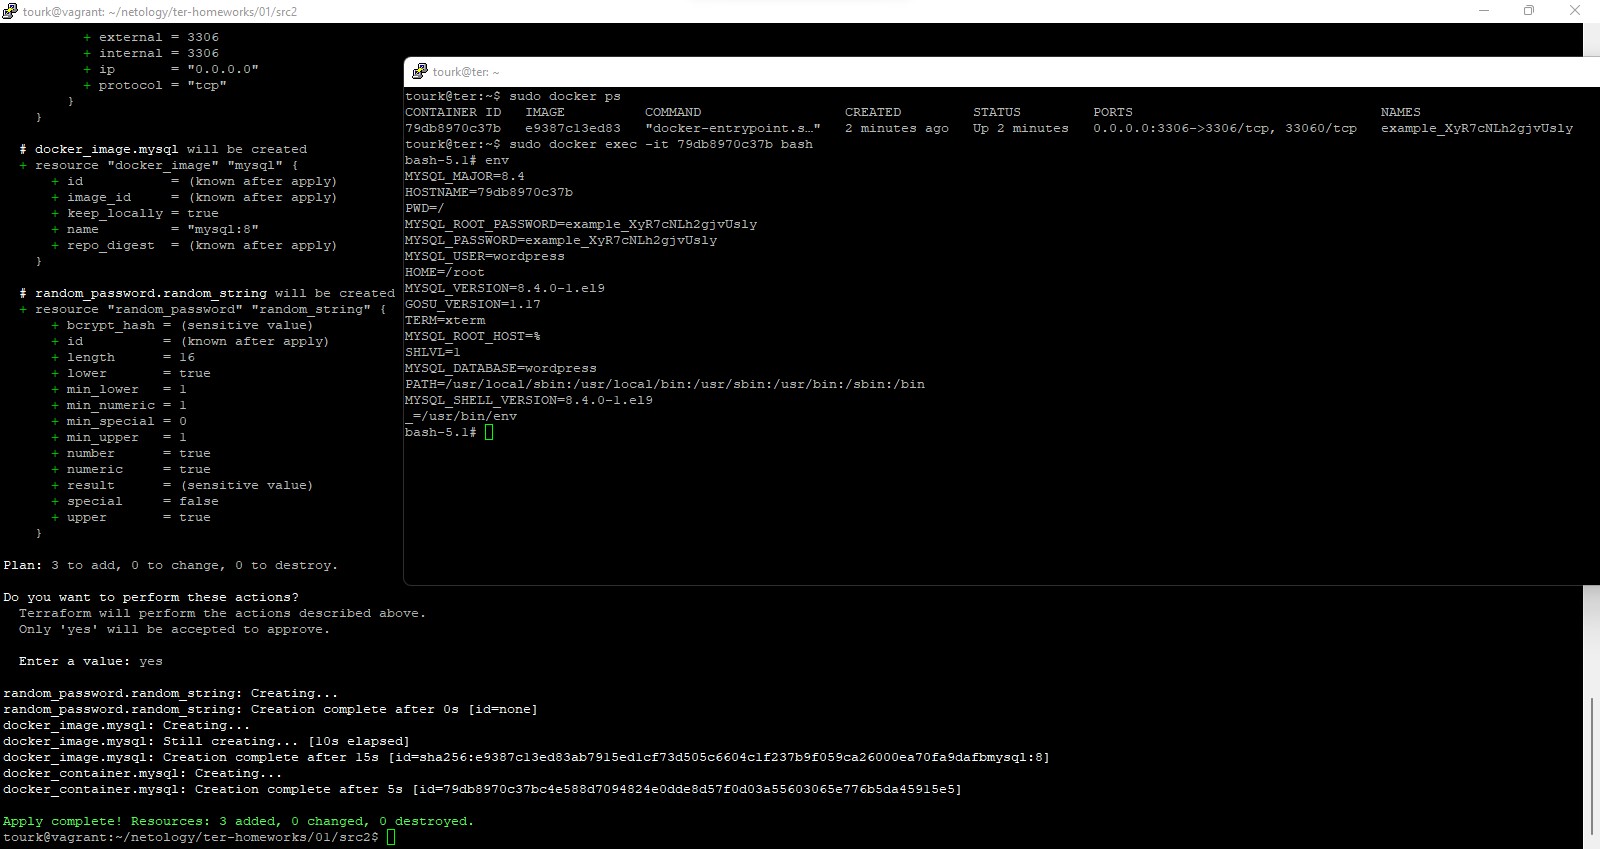 tourk@vagrant: ~/netology/ter-homeworks/01/src2
+ external = 3306
+ internal = 3306
+ ip       = "0.0.0.0"
+ protocol = "tcp"
}
}
# docker_image.mysql will be created
+ resource "docker_image" "mysql" {
+ id           = (known after apply)
+ image_id     = (known after apply)
+ keep_locally = true
+ name         = "mysql:8"
+ repo_digest  = (known after apply)
}
# random_password.random_string will be created
+ resource "random_password" "random_string" {
+ bcrypt_hash = (sensitive value)
+ id          = (known after apply)
+ length      = 16
+ lower       = true
+ min_lower   = 1
+ min_numeric = 1
+ min_special = 0
+ min_upper   = 1
+ number      = true
+ numeric     = true
+ result      = (sensitive value)
+ special     = false
+ upper       = true
}
Plan: 3 to add, 0 to change, 0 to destroy.
Do you want to perform these actions?
Terraform will perform the actions described above.
Only 'yes' will be accepted to approve.
Enter a value: yes
random_password.random_string: Creating...
random_password.random_string: Creation complete after 0s [id=none]
docker_image.mysql: Creating...
docker_image.mysql: Still creating... [10s elapsed]
docker_image.mysql: Creation complete after 15s [id=sha256:e9387c13ed83ab7915ed1cf73d505c6604c1f237b9f059ca26000ea70fa9dafbmysql:8]
docker_container.mysql: Creating...
docker_container.mysql: Creation complete after 5s [id=79db8970c37bc4e588d7094824e0dde8d57f0d03a55603065e776b5da45915e5]
Apply complete! Resources: 3 added, 0 changed, 0 destroyed.
tourk@vagrant:~/netology/ter-homeworks/01/src2$
tourk@ter: ~
tourk@ter:~$ sudo docker ps
CONTAINER ID   IMAGE          COMMAND                  CREATED         STATUS         PORTS                               NAMES
79db8970c37b   e9387c13ed83   "docker-entrypoint.s…"   2 minutes ago   Up 2 minutes   0.0.0.0:3306->3306/tcp, 33060/tcp   example_XyR7cNLh2gjvUsly
tourk@ter:~$ sudo docker exec -it 79db8970c37b bash
bash-5.1# env
MYSQL_MAJOR=8.4
HOSTNAME=79db8970c37b
PWD=/
MYSQL_ROOT_PASSWORD=example_XyR7cNLh2gjvUsly
MYSQL_PASSWORD=example_XyR7cNLh2gjvUsly
MYSQL_USER=wordpress
HOME=/root
MYSQL_VERSION=8.4.0-1.el9
GOSU_VERSION=1.17
TERM=xterm
MYSQL_ROOT_HOST=%
SHLVL=1
MYSQL_DATABASE=wordpress
PATH=/usr/local/sbin:/usr/local/bin:/usr/sbin:/usr/bin:/sbin:/bin
MYSQL_SHELL_VERSION=8.4.0-1.el9
_=/usr/bin/env
bash-5.1#